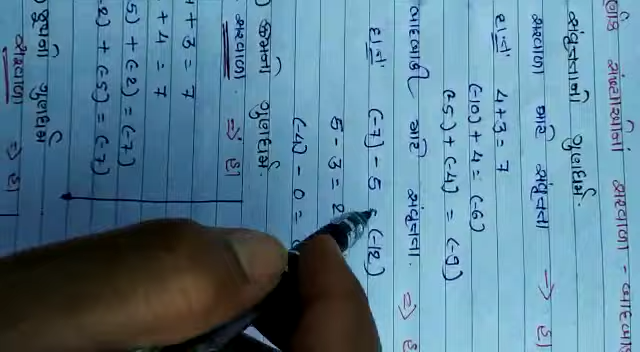 ર્ણાંક સંખ્યાઓના સરવાળા - બાદબા
સંવૃતતાનો ગુણધર્મ.
સરવાળા માટે સંવૃતતા → હા
દા.ત. 4+3 = 7
(-10) + 4 = (-6)
(-5) + (-4) = (-9)
બાદબાકી માટે સંવૃતતા. ⇒ હ
દા.ત. (-7) - 5 = (-12)
5 - 3 = 2
(-4) - 0 =
) ક્રમનો ગુણધર્મ.
સરવાળા. ⇒ હા
+ 3 = 7
+ 4 = 7
5) + (-2) = (-7)
2) + (-5) = (-7)
જૂથનો ગુણધર્મ
સરવાળા ⇒ હા